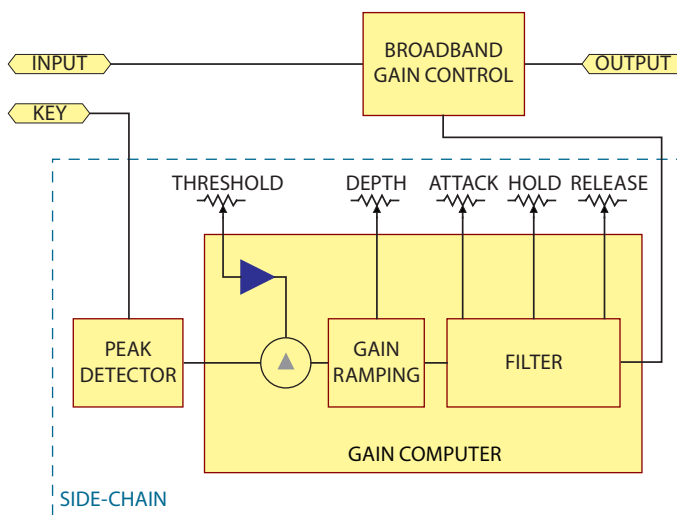 BROADBAND
GAIN CONTROL
INPUT
OUTPUT
KEY
THRESHOLD
DEPTH
ATTACK
HOLD
RELEASE
PEAK
DETECTOR
GAIN
RAMPING
FILTER
GAIN COMPUTER
SIDE-CHAIN